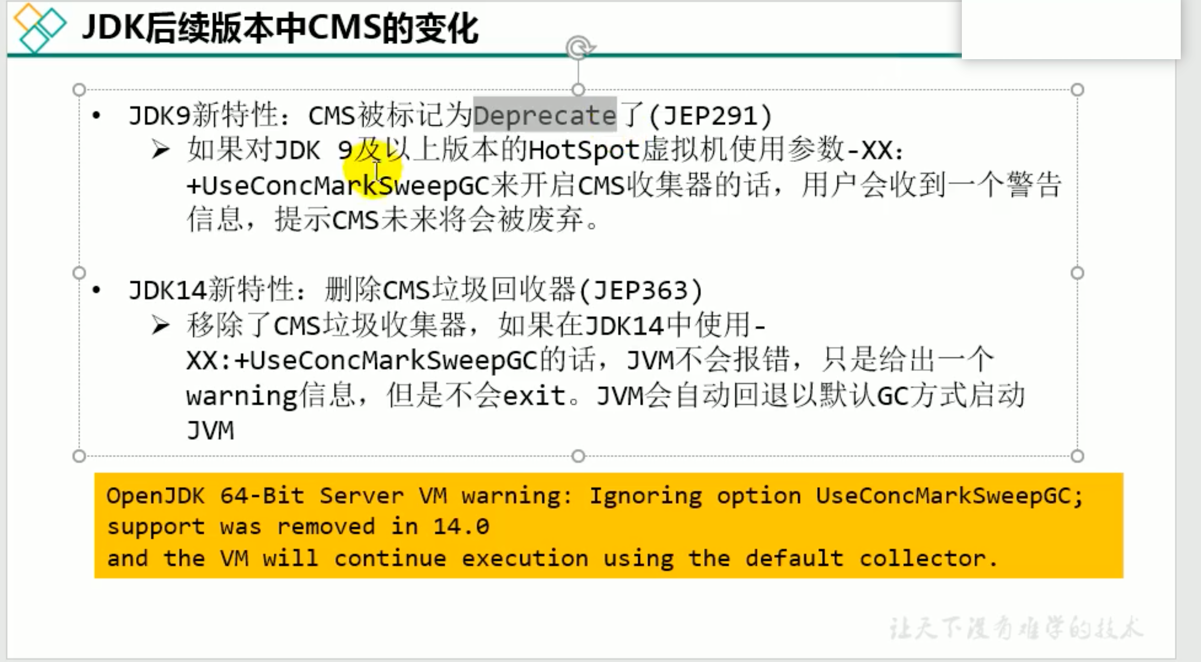 JDK后续版本中CMS的变化
• JDK9新特性：CMS被标记为Deprecate了(JEP291)
➢ 如果对JDK 9及以上版本的HotSpot虚拟机使用参数-XX：
+UseConcMarkSweepGC来开启CMS收集器的话，用户会收到一个警告
信息，提示CMS未来将会被废弃。
• JDK14新特性：删除CMS垃圾回收器(JEP363)
➢ 移除了CMS垃圾收集器，如果在JDK14中使用-
XX:+UseConcMarkSweepGC的话，JVM不会报错，只是给出一个
warning信息，但是不会exit。JVM会自动回退以默认GC方式启动
JVM
OpenJDK 64-Bit Server VM warning: Ignoring option UseConcMarkSweepGC;
support was removed in 14.0
and the VM will continue execution using the default collector.
让天下没有难学的技术